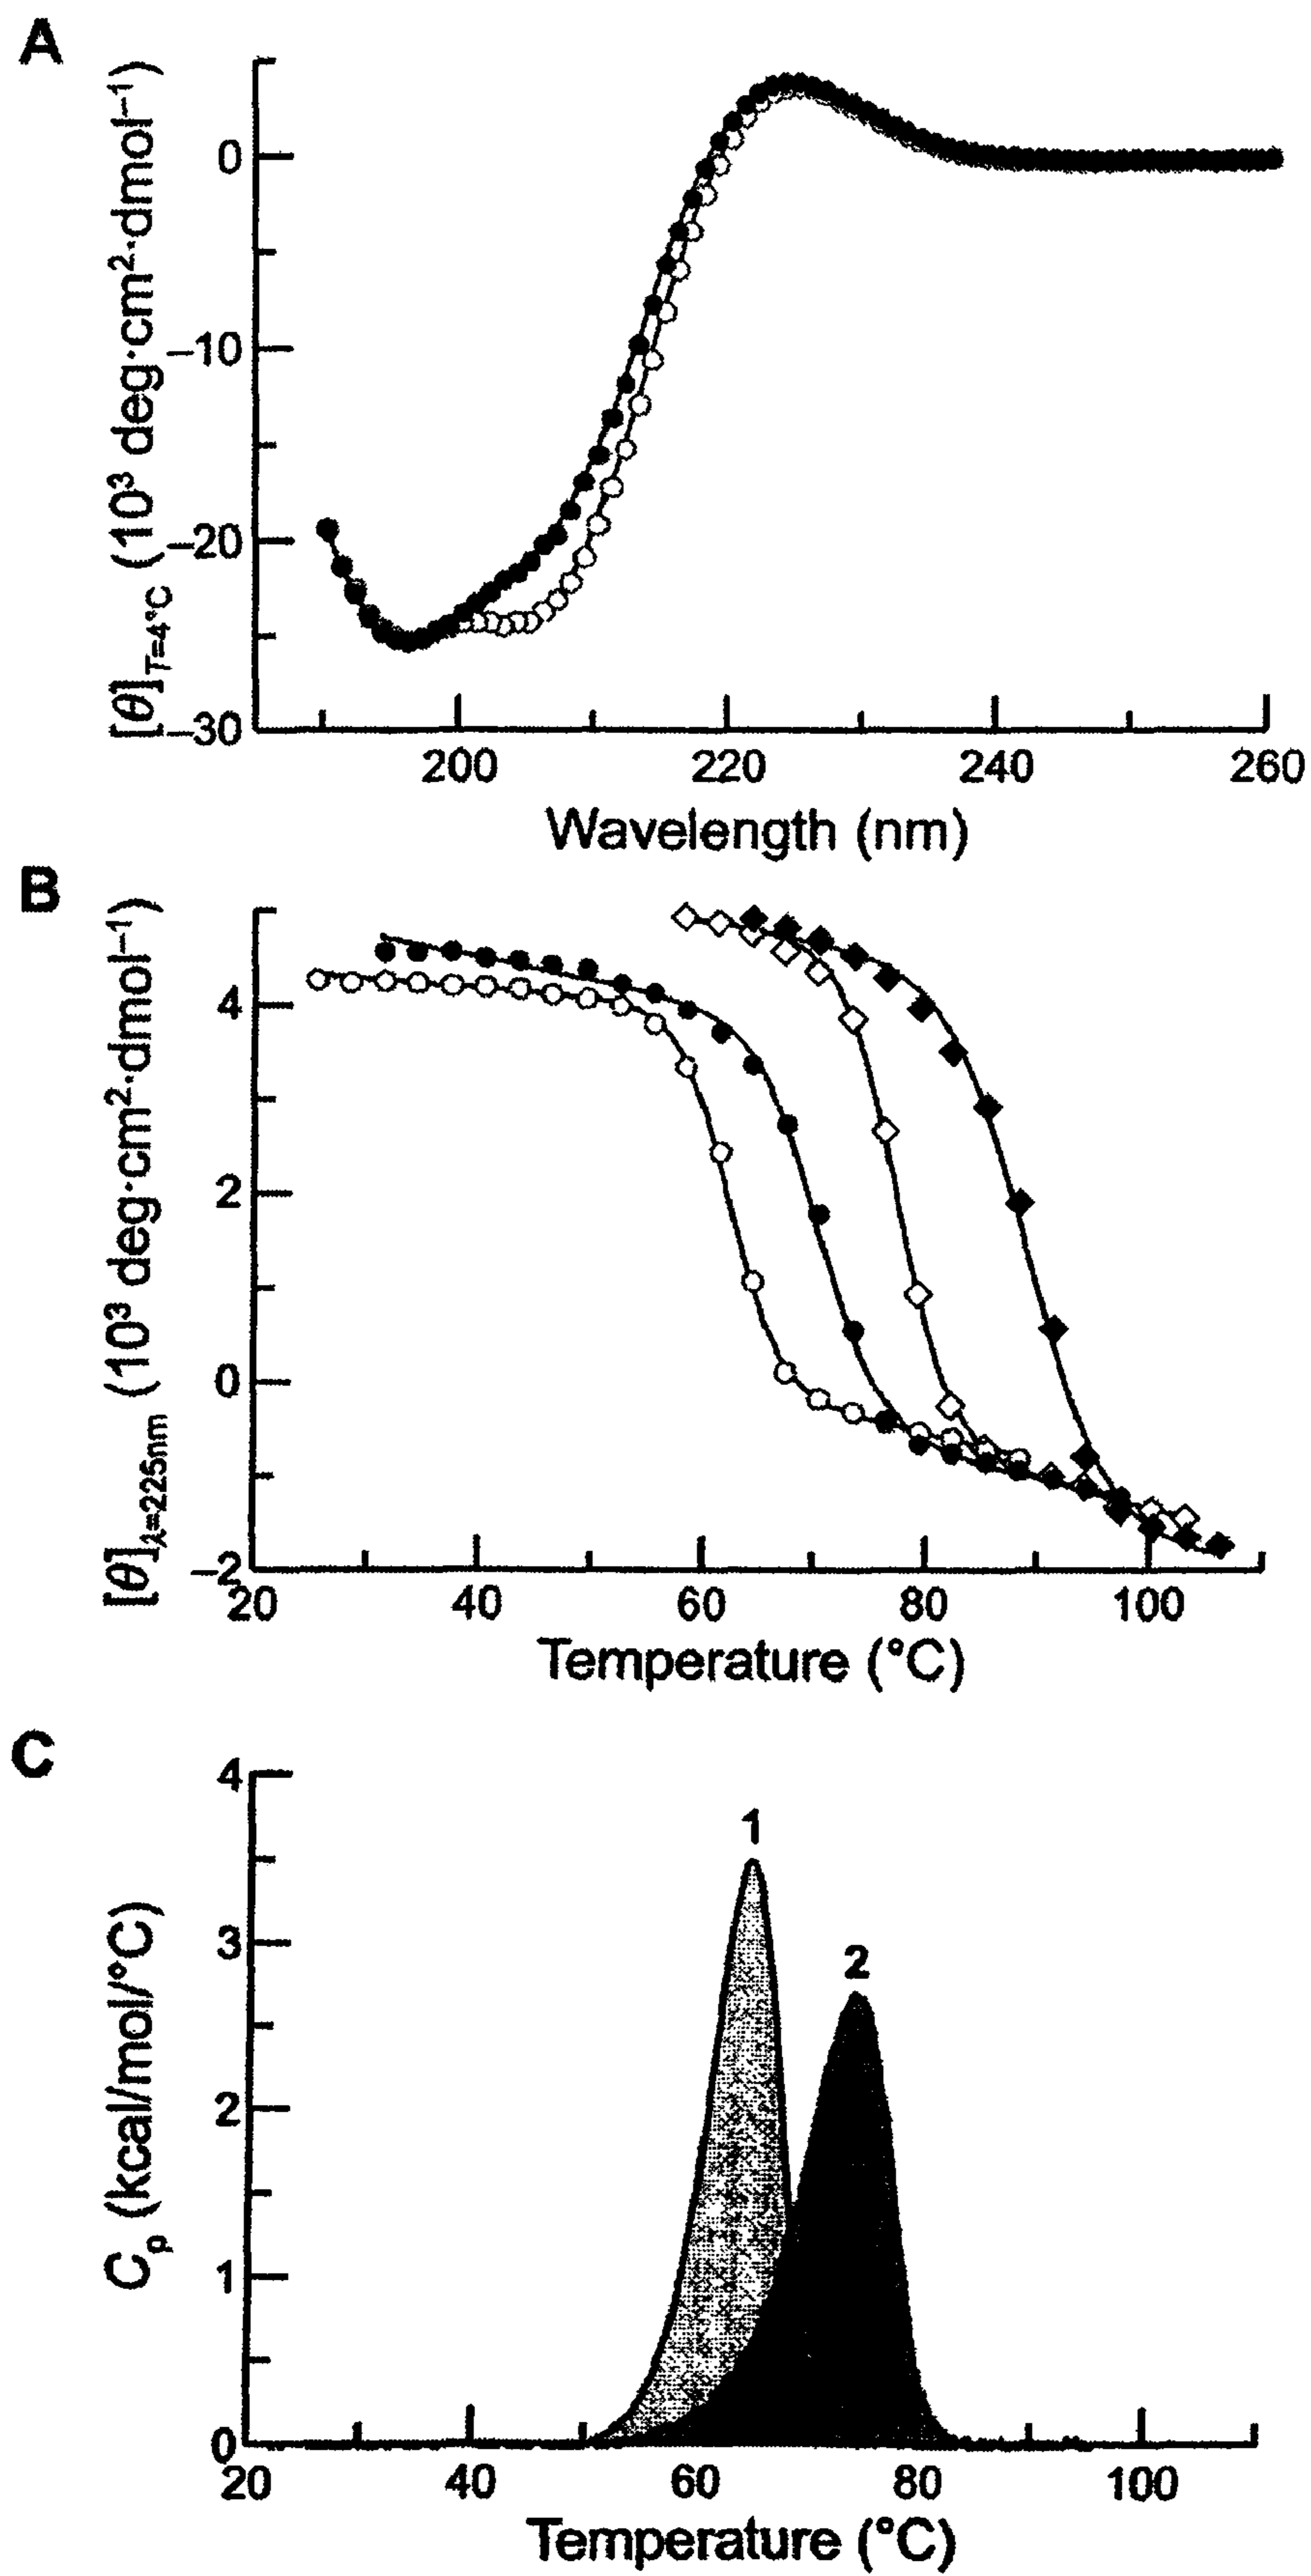 A
[θ]T=4°C (10³ deg·cm²·dmol⁻¹)
0
–10
–20
–30
200 220 240 260
Wavelength (nm)
B
[θ]λ=225nm (10³ deg·cm²·dmol⁻¹)
4
2
0
–2
20 40 60 80 100
Temperature (°C)
C
Cp (kcal/mol/°C)
4
1
3
2
2
1
0
20 40 60 80 100
Temperature (°C)